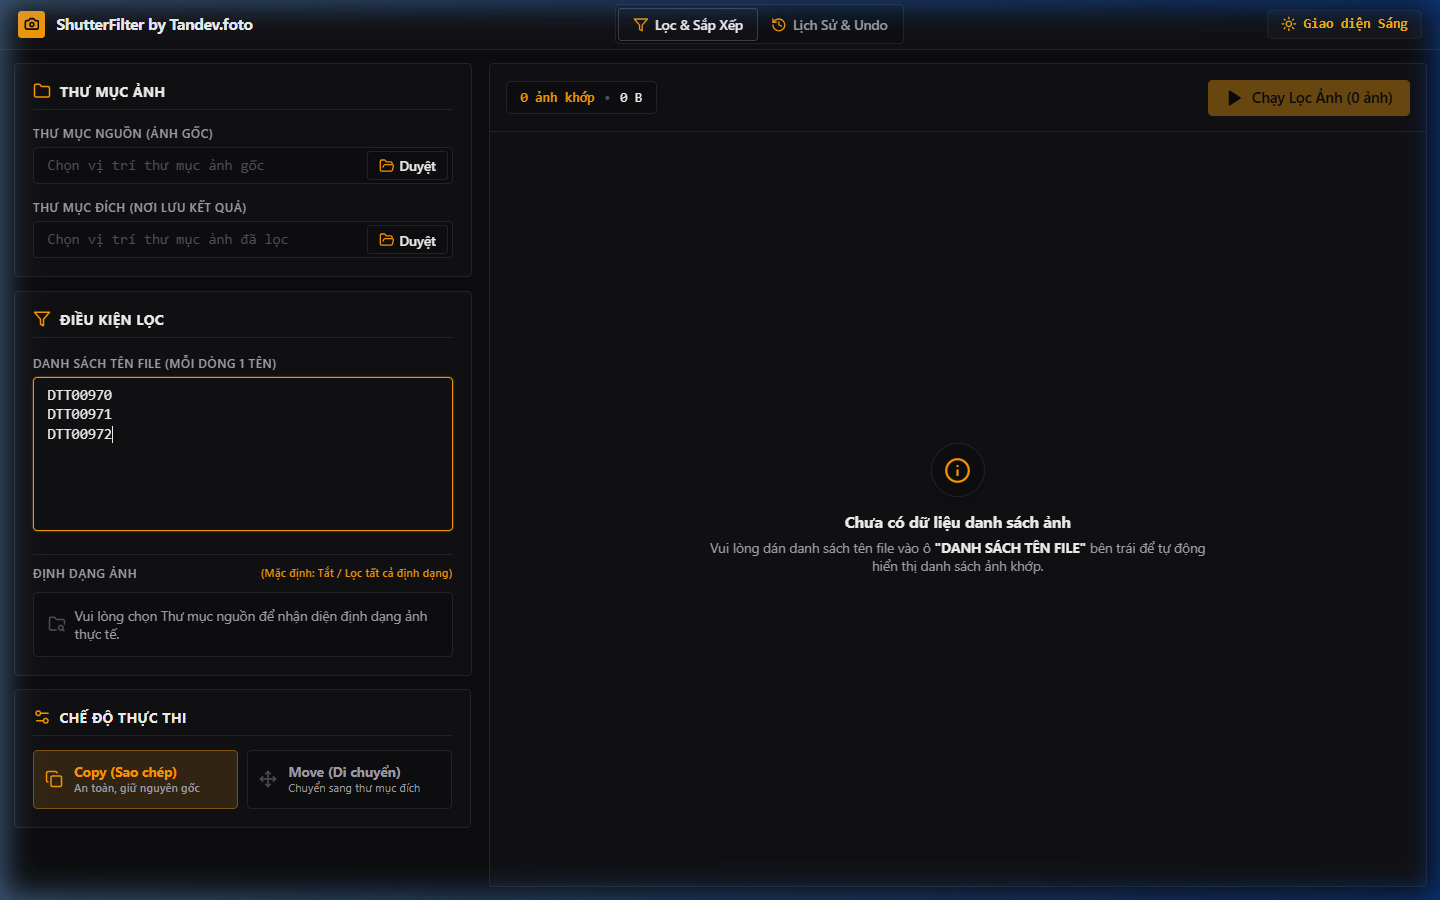 ShutterFilter by Tandev.foto
Lọc & Sắp Xếp
Lịch Sử & Undo
Giao diện Sáng
THƯ MỤC ẢNH
THƯ MỤC NGUỒN (ẢNH GỐC)
Chọn vị trí thư mục ảnh gốc
Duyệt
THƯ MỤC ĐÍCH (NƠI LƯU KẾT QUẢ)
Chọn vị trí thư mục ảnh đã lọc
Duyệt
ĐIỀU KIỆN LỌC
DANH SÁCH TÊN FILE (MỖI DÒNG 1 TÊN)
DTT00970
DTT00971
DTT00972
ĐỊNH DẠNG ẢNH
(Mặc định: Tắt / Lọc tất cả định dạng)
Vui lòng chọn Thư mục nguồn để nhận diện định dạng ảnh
thực tế.
CHẾ ĐỘ THỰC THI
Copy (Sao chép)
An toàn, giữ nguyên gốc
Move (Di chuyển)
Chuyển sang thư mục đích
0 ảnh khớp • 0 B
Chạy Lọc Ảnh (0 ảnh)
Chưa có dữ liệu danh sách ảnh
Vui lòng dán danh sách tên file vào ô "DANH SÁCH TÊN FILE" bên trái để tự động
hiển thị danh sách ảnh khớp.